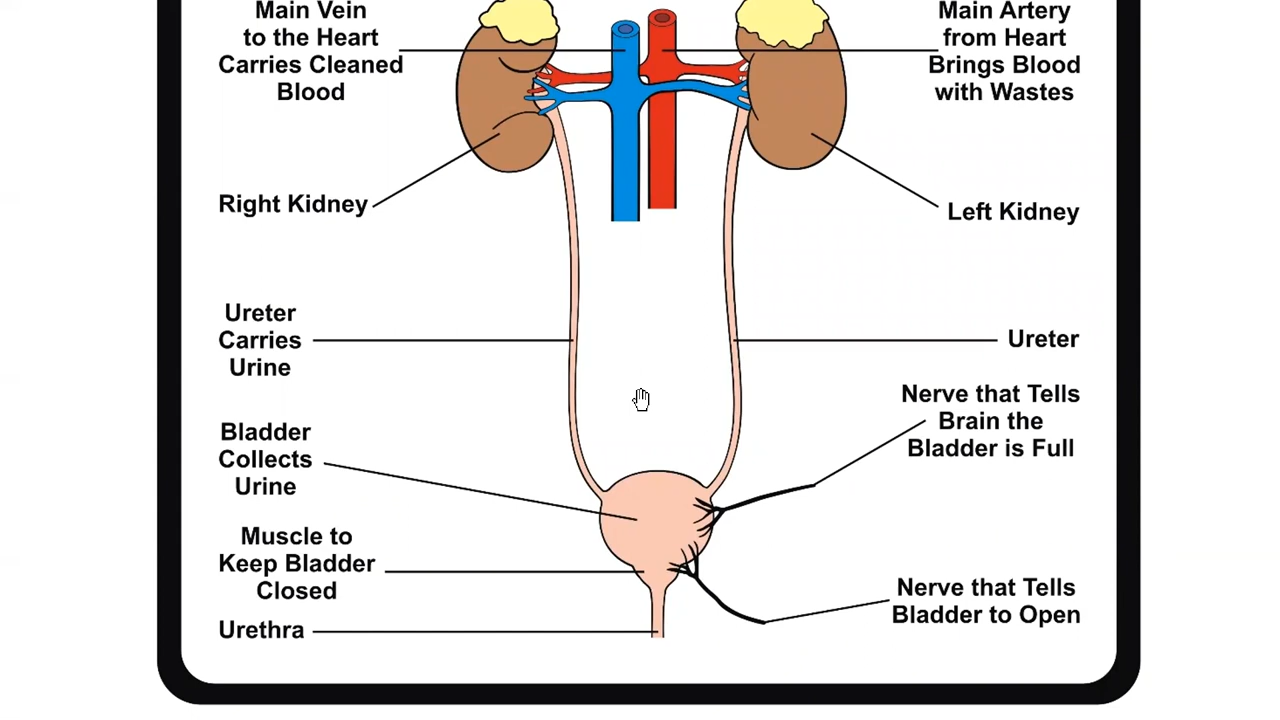 Main Vein
to the Heart
Carries Cleaned
Blood
Main Artery
from Heart
Brings Blood
with Wastes
Right Kidney
Left Kidney
Ureter
Carries
Urine
Ureter
Bladder
Collects
Urine
Nerve that Tells
Brain the
Bladder is Full
Muscle to
Keep Bladder
Closed
Nerve that Tells
Bladder to Open
Urethra